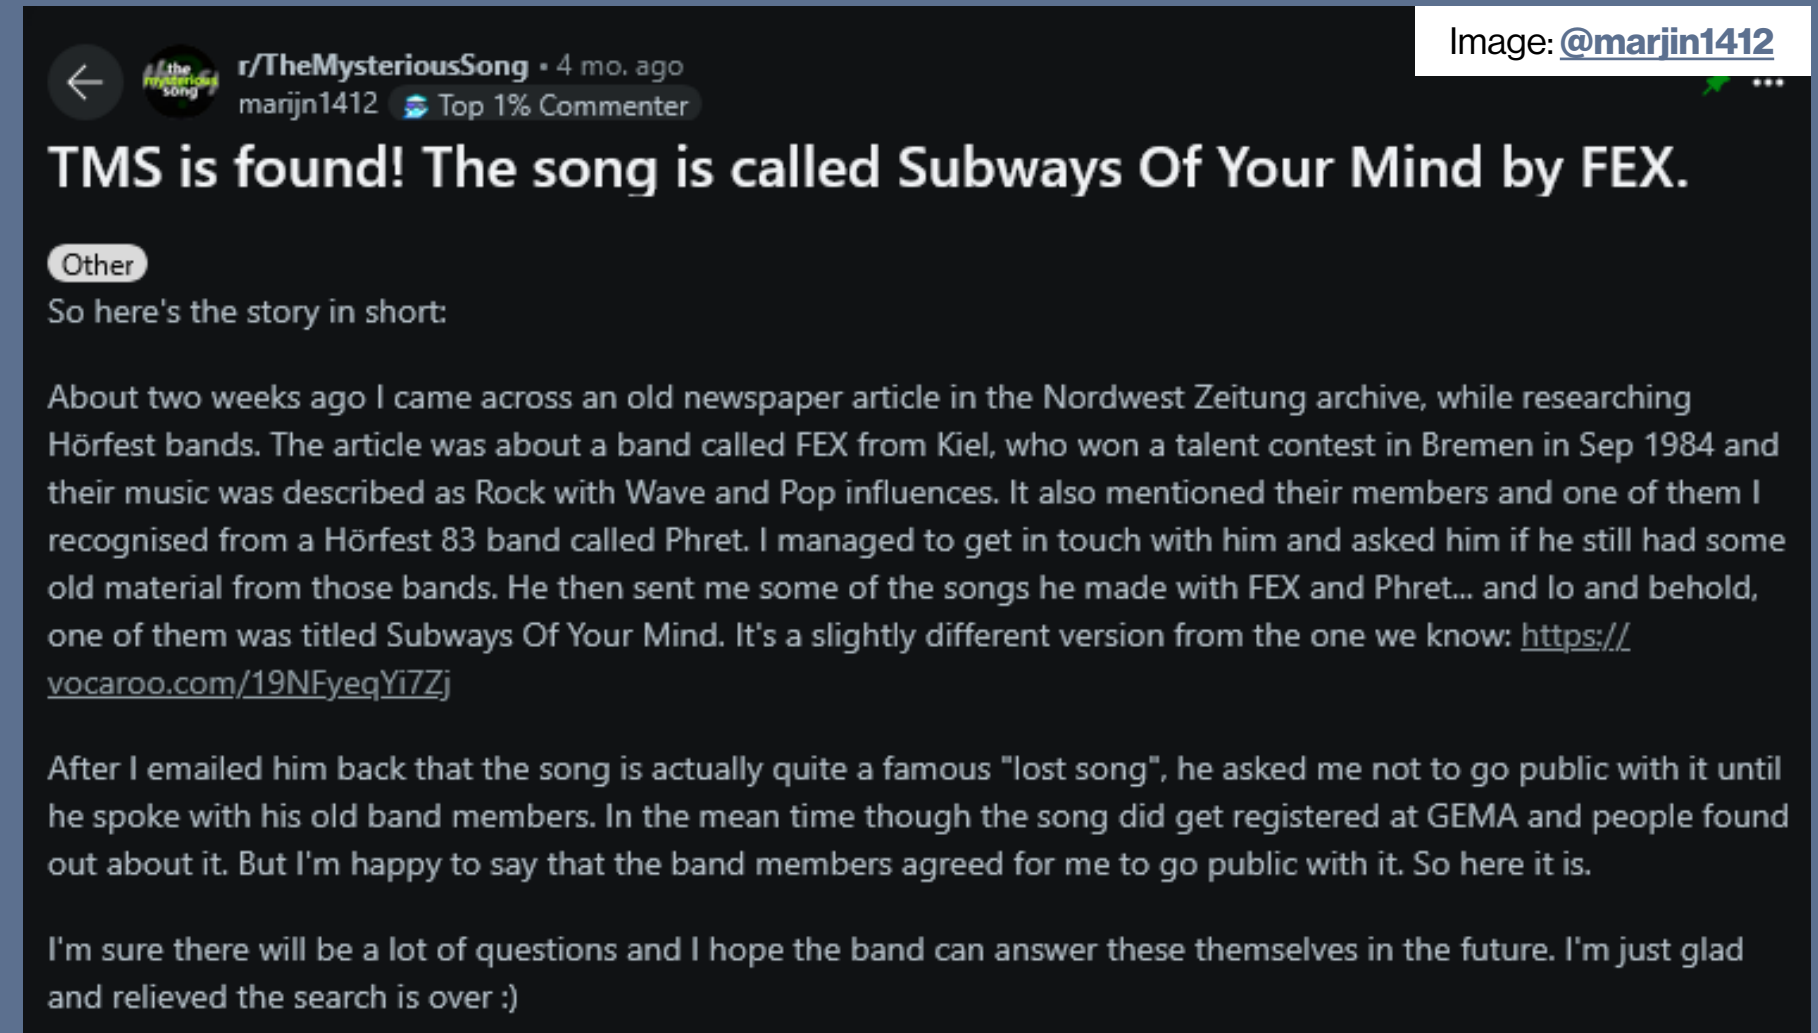 Image: @marjin1412
r/TheMysteriousSong • 4 mo. ago
the
mysterious
song
marijn1412 Top 1% Commenter
TMS is found! The song is called Subways Of Your Mind by FEX.
Other
So here's the story in short:
About two weeks ago I came across an old newspaper article in the Nordwest Zeitung archive, while researching
Hörfest bands. The article was about a band called FEX from Kiel, who won a talent contest in Bremen in Sep 1984 and
their music was described as Rock with Wave and Pop influences. It also mentioned their members and one of them I
recognised from a Hörfest 83 band called Phret. I managed to get in touch with him and asked him if he still had some
old material from those bands. He then sent me some of the songs he made with FEX and Phret... and lo and behold,
one of them was titled Subways Of Your Mind. It's a slightly different version from the one we know: https://
vocaroo.com/19NFyeqYi7Zj
After I emailed him back that the song is actually quite a famous "lost song", he asked me not to go public with it until
he spoke with his old band members. In the mean time though the song did get registered at GEMA and people found
out about it. But I'm happy to say that the band members agreed for me to go public with it. So here it is.
I'm sure there will be a lot of questions and I hope the band can answer these themselves in the future. I'm just glad
and relieved the search is over :)